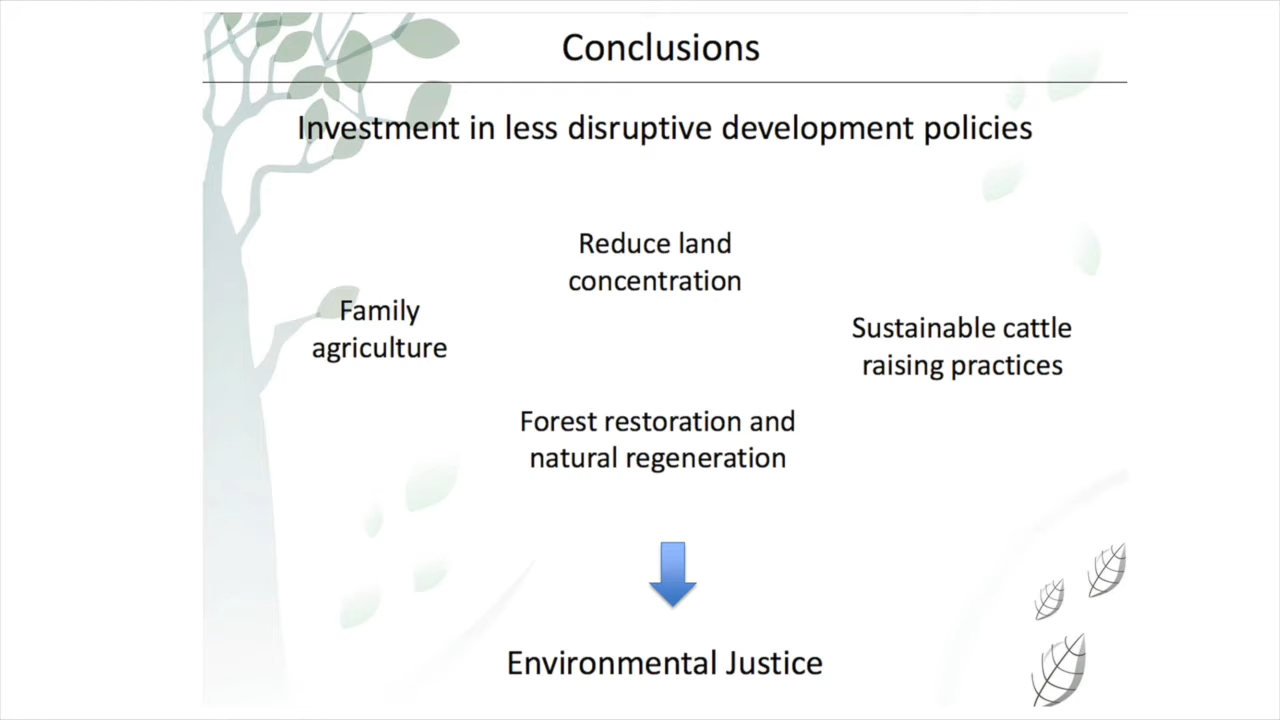 Conclusions
Investment in less disruptive development policies
Reduce land
concentration
Family
agriculture
Sustainable cattle
raising practices
Forest restoration and
natural regeneration
Environmental Justice